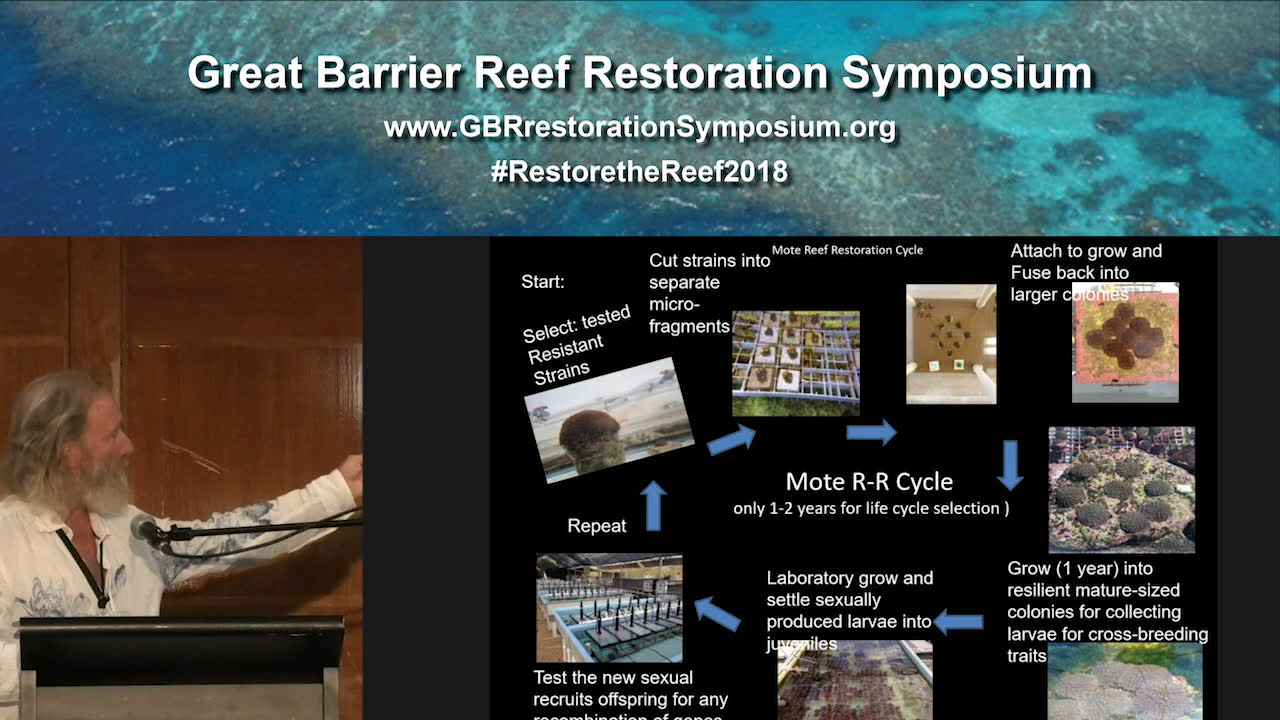 Great Barrier Reef Restoration Symposium
www.GBRrestorationSymposium.org
#RestoretheReef2018
Mote Reef Restoration Cycle
Start:
Select: tested
Resistant
Strains
Cut strains into
separate
micro-
fragments
Attach to grow and
Fuse back into
larger colonies
Mote R-R Cycle
(only 1-2 years for life cycle selection )
Grow (1 year) into
resilient mature-sized
colonies for collecting
larvae for cross-breeding
traits
Laboratory grow and
settle sexually
produced larvae into
juveniles
Test the new sexual
recruits offspring for any
recombination of genes
Repeat